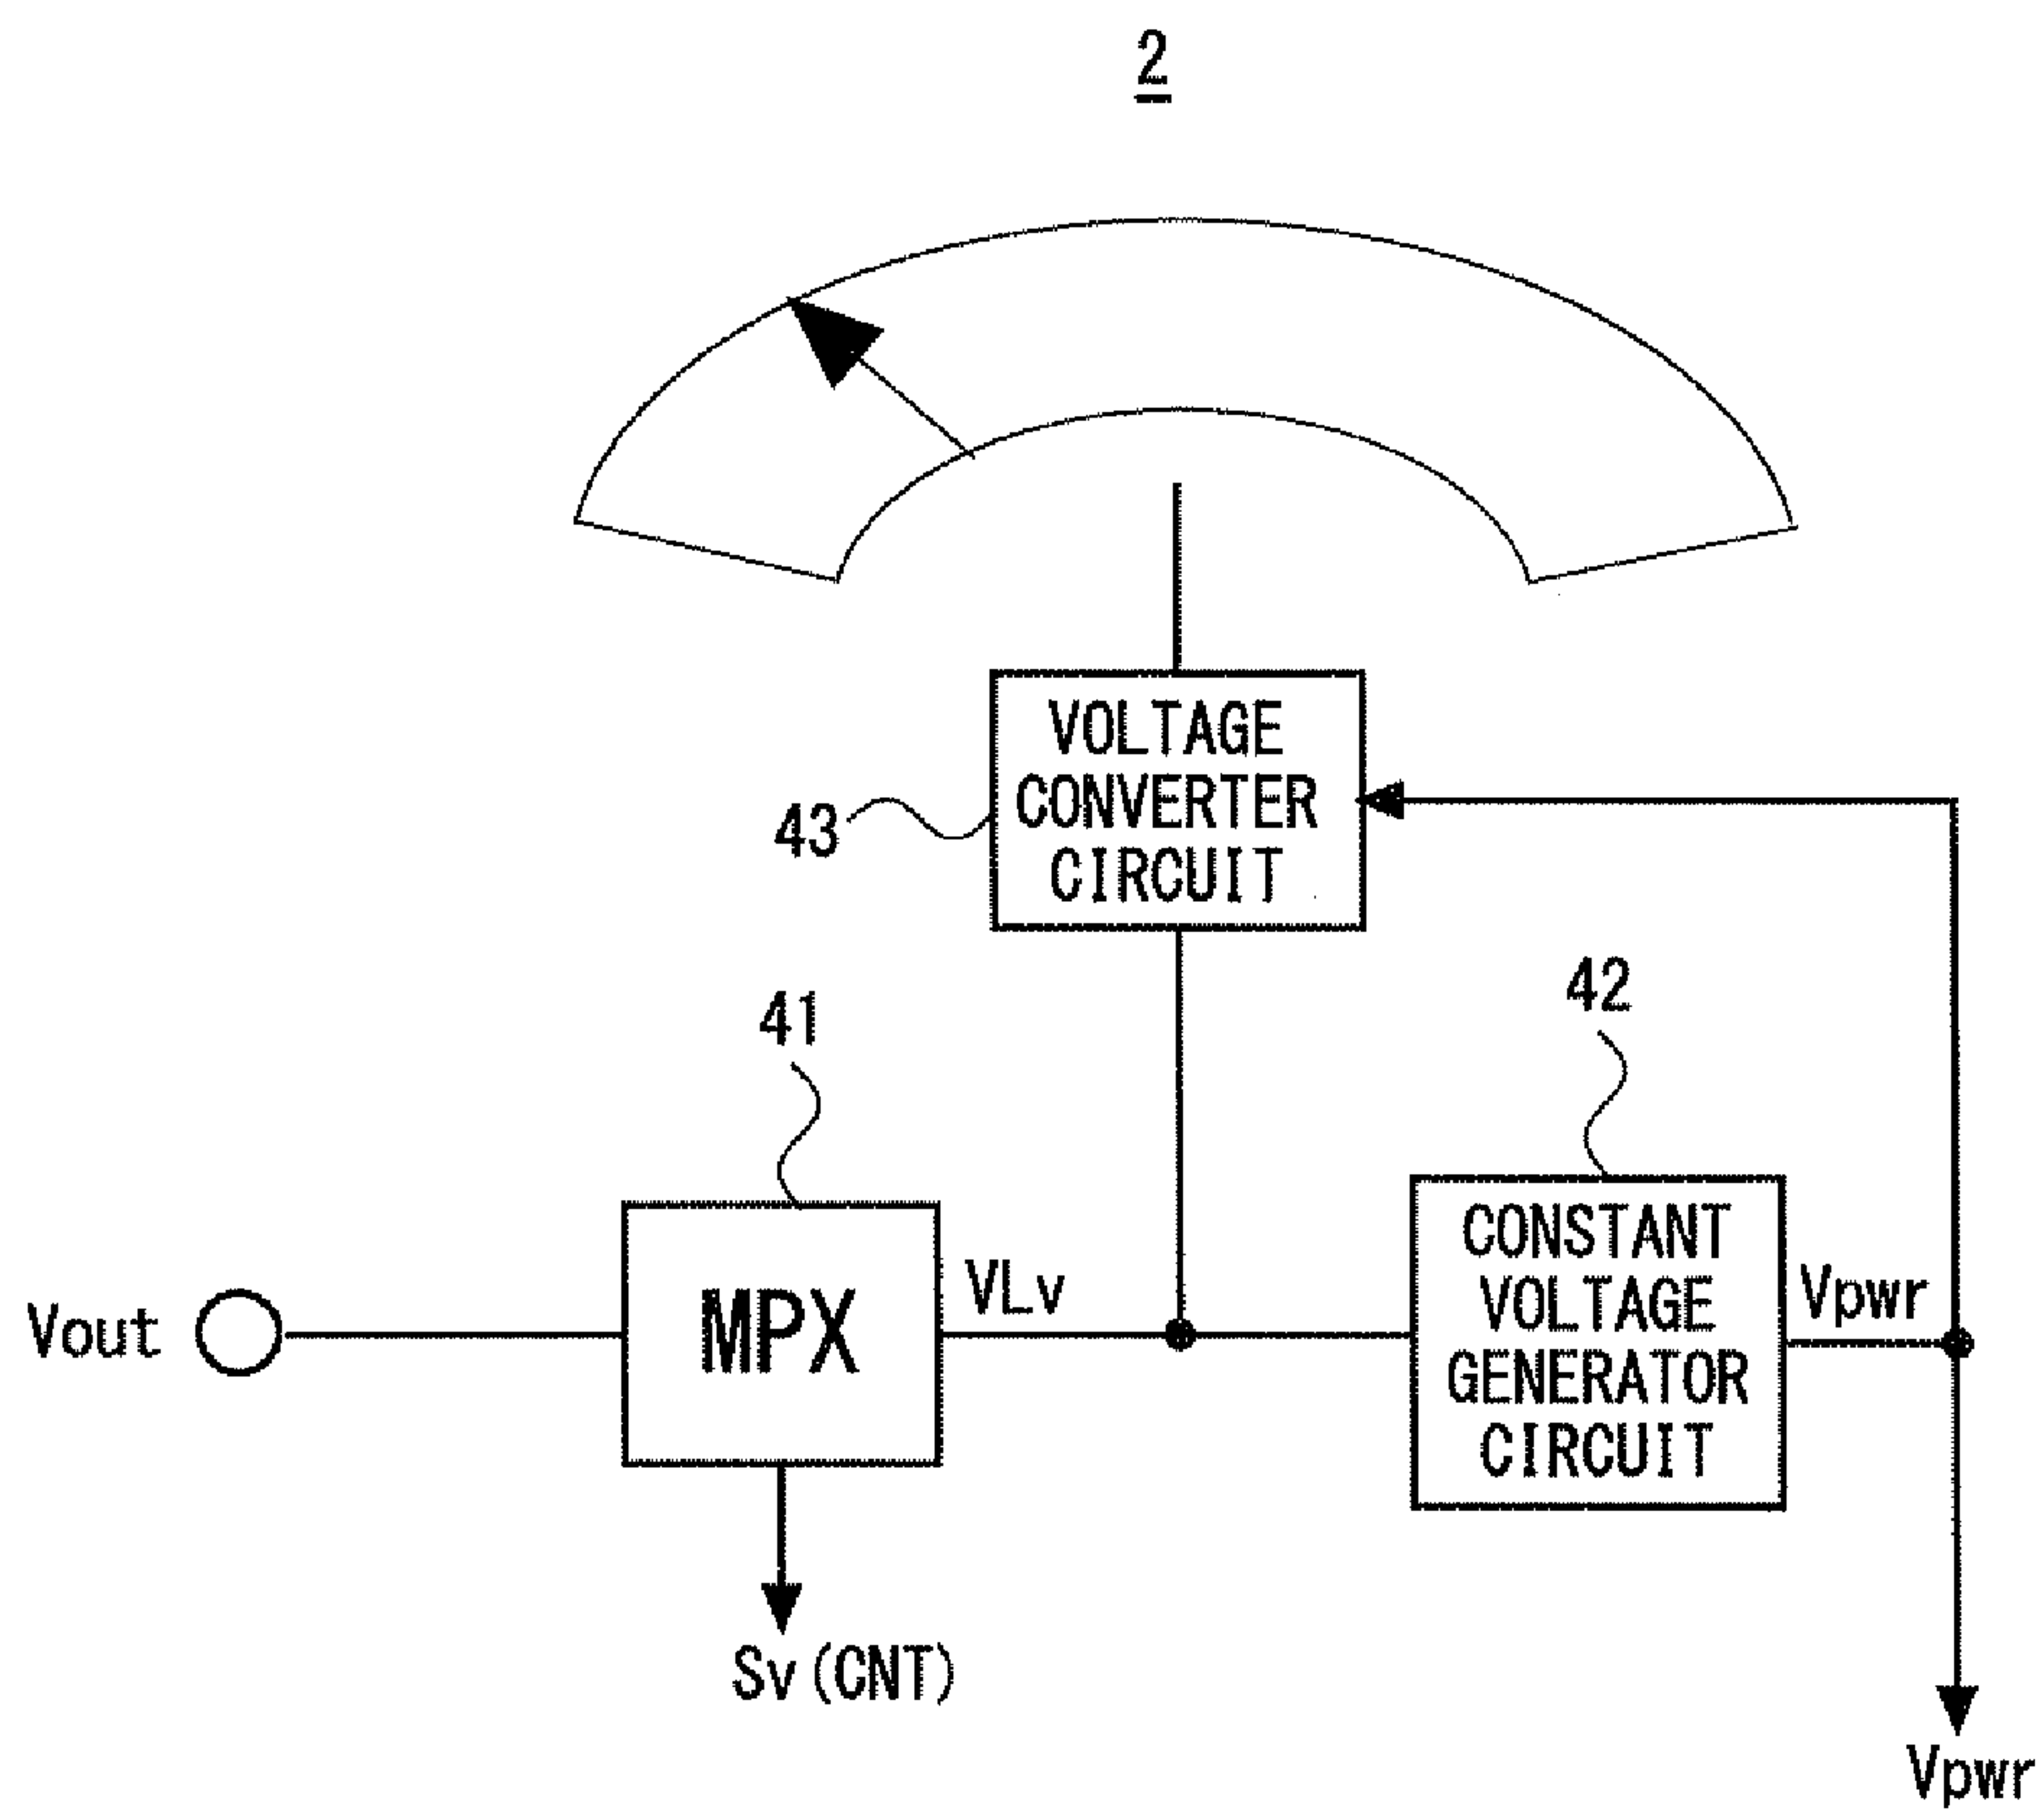 2
VOLTAGE
CONVERTER
CIRCUIT
43
42
41
CONSTANT
VOLTAGE
GENERATOR
CIRCUIT
Vpwr
VLv
MPX
Vout
Sv(CNT)
Vpwr